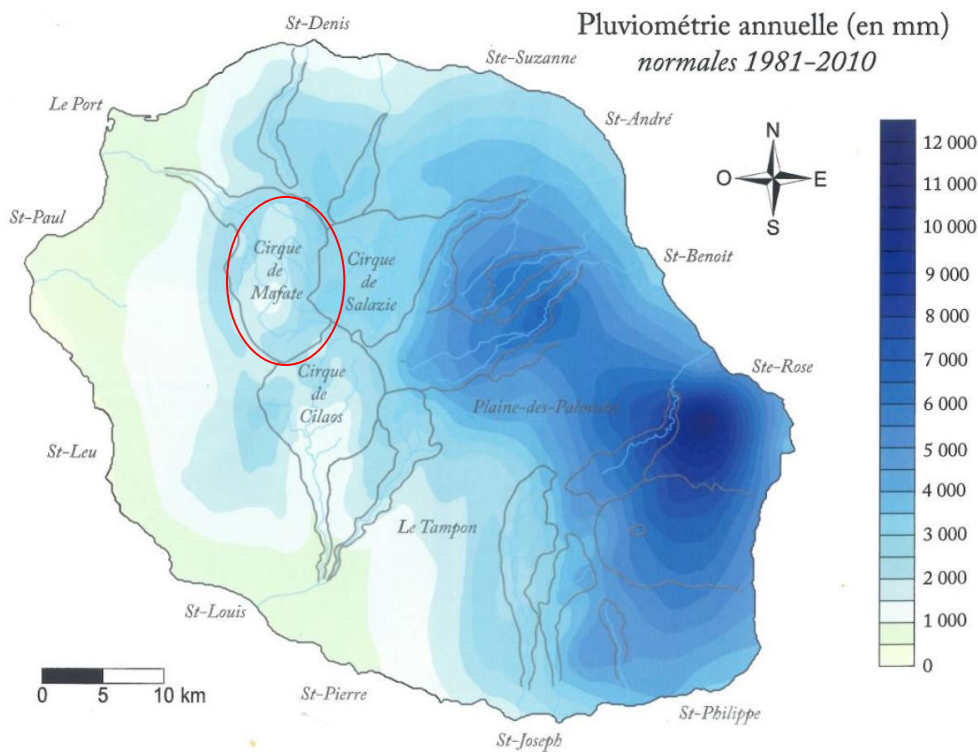 Pluviométrie annuelle (en mm)
normales 1981-2010
St-Denis
Ste-Suzanne
Le Port
St-André
N
O
E
S
St-Paul
Cirque
de
Mafate
Cirque
de
Salazie
St-Benoît
Cirque
de
Cilaos
Plaine-des-Palmistes
Ste-Rose
St-Leu
Le Tampon
St-Louis
St-Pierre
St-Joseph
St-Philippe
12 000
11 000
10 000
9 000
8 000
7 000
6 000
5 000
4 000
3 000
2 000
1 000
0
0 5 10 km